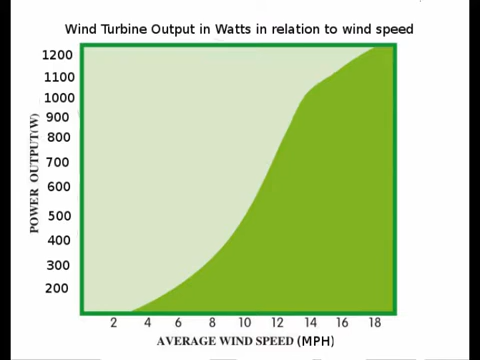 Wind Turbine Output in Watts in relation to wind speed
1200
1100
1000
900
800
700
600
500
400
300
200
POWER OUTPUT(W)
2 4 6 8 10 12 14 16 18
AVERAGE WIND SPEED (MPH)